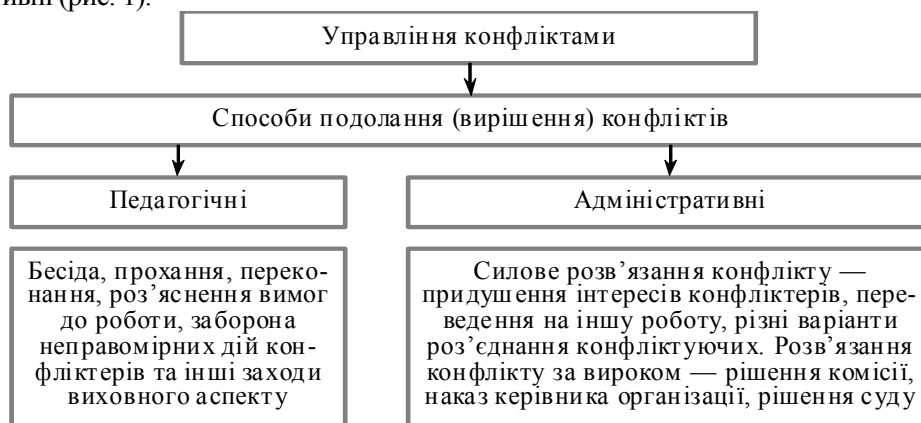 (рис. 1).
Управління конфліктами
Способи подолання (вирішення) конфліктів
Педагогічні
Адміністративні
Бесіда, прохання, переко-
нання, роз’яснення вимог
до роботи, заборона
неправомірних дій кон-
фліктерів та інші заходи
виховного аспекту
Силове розв’язання конфлікту —
придушення інтересів конфліктерів, пере-
ведення на іншу роботу, різні варіанти
роз’єднання конфліктуючих. Розв’язання
конфлікту за вироком — рішення комісії,
наказ керівника організації, рішення суду